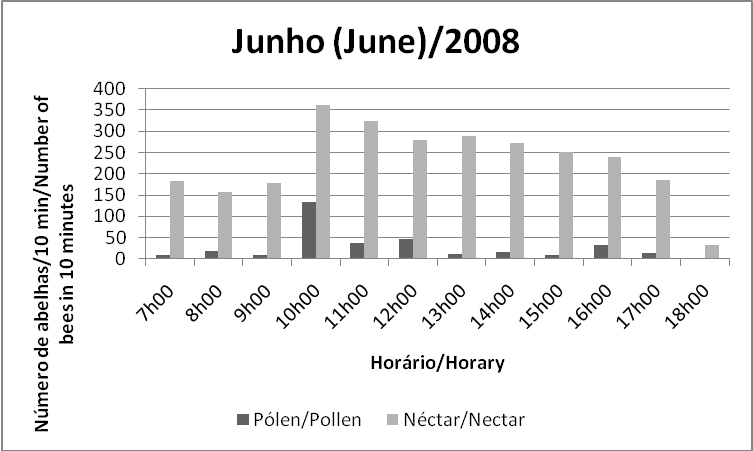 Junho (June)/2008
Número de abelhas/10 min/Number of
bees in 10 minutes
400
350
300
250
200
150
100
50
0
7h00
8h00
9h00
10h00
11h00
12h00
13h00
14h00
15h00
16h00
17h00
18h00
Horário/Horary
Pólen/Pollen
Néctar/Nectar